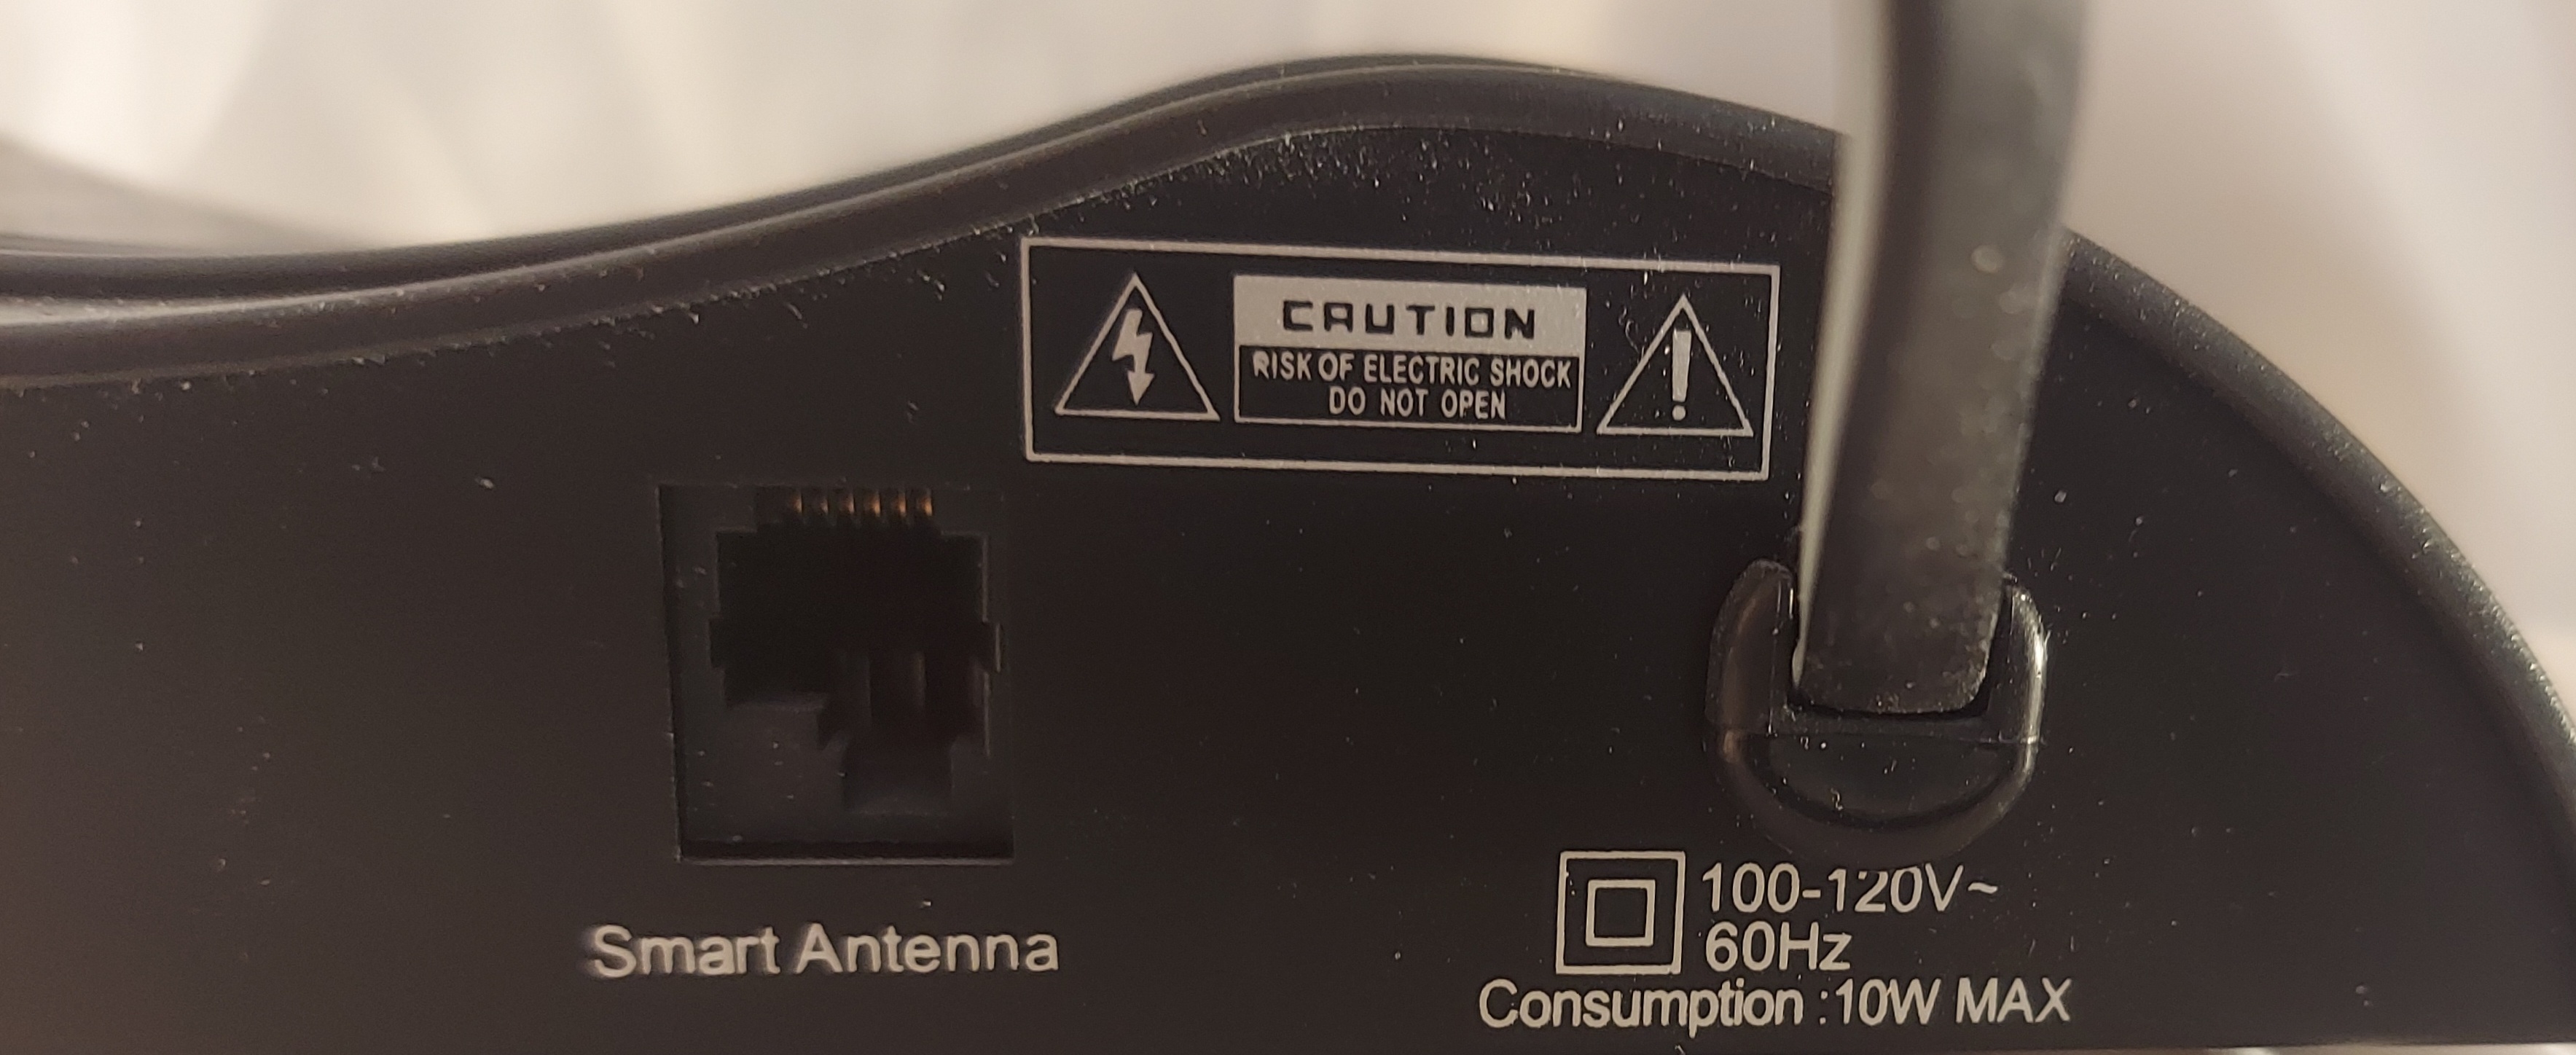 CAUTION
RISK OF ELECTRIC SHOCK
DO NOT OPEN
Smart Antenna
100-120V~
60Hz
Consumption :10W MAX